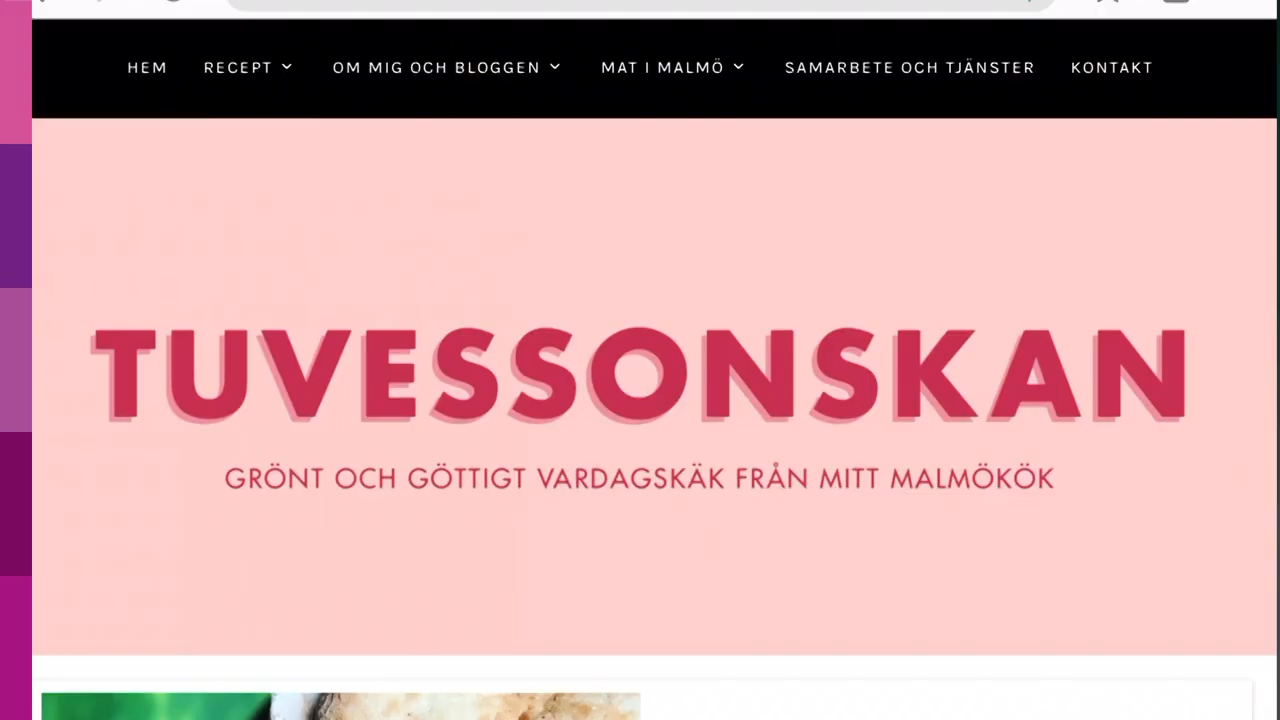 HEM RECEPT OM MIG OCH BLOGGEN MAT I MALMÖ SAMARBETE OCH TJÄNSTER KONTAKT
TUVESSONSKAN
GRÖNT OCH GÖTTIGT VARDAGSKÄK FRÅN MITT MALMÖKÖK